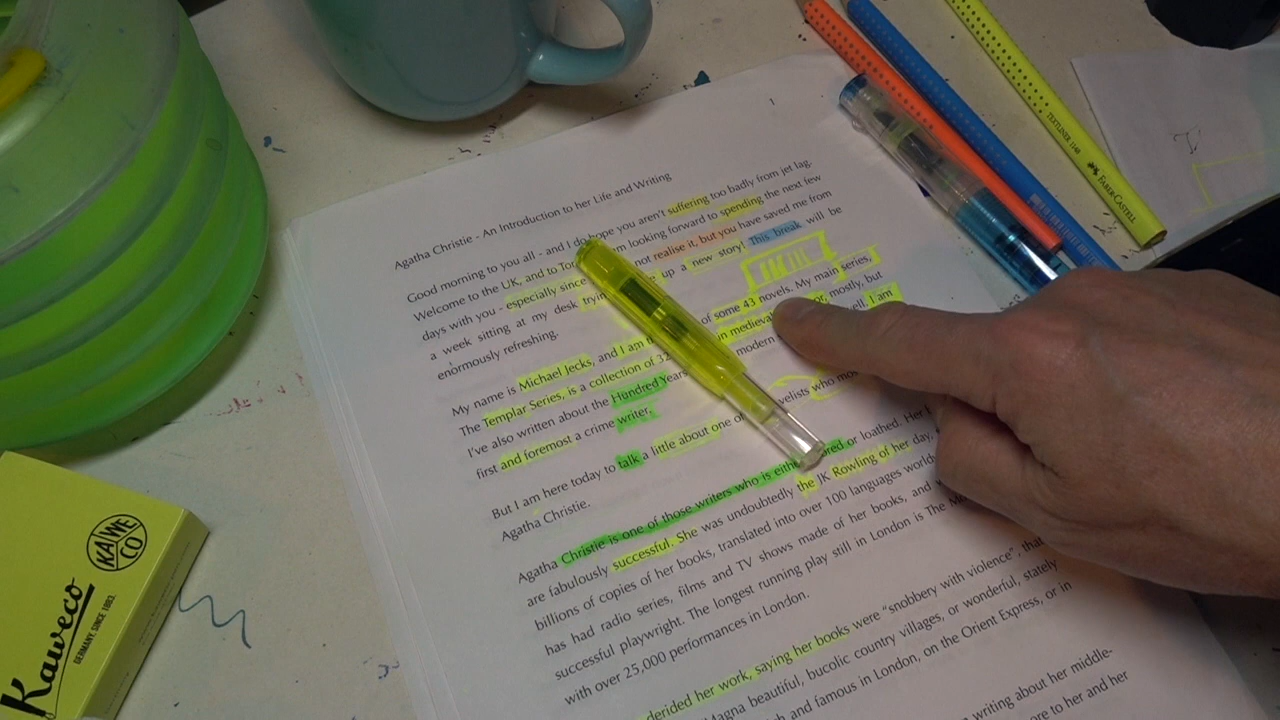 1
Agatha Christie - An Introduction to her Life and Writing
Good morning to you all - and I do hope you aren't suffering too badly from jet lag.
Welcome to the UK, and to Tor am looking forward to spending the next few
days with you - especially since not realise it, but you have saved me from
a week sitting at my desk up a new story! This break will be
enormously refreshing.
My name is Michael Jecks, and I am of some 43 novels. My main series,
The Templar Series, is a collection of 32 in medieval mostly, but
I've also written about the Hundred Years modern I am
first and foremost a crime writer.
But I am here today to talk a little about one of who
Agatha Christie.
Agatha Christie is one of those writers who is or loathed. Her
are fabulously successful. She was undoubtedly the JK Rowling of her day,
billions of copies of her books, translated into over 100 languages
has had radio series, films and TV shows made of her books, and
successful playwright. The longest running play still in London is The
with over 25,000 performances in London.
derided her work, saying her books were "snobbery with violence", that
Magna beautiful, bucolic country villages, or wonderful, stately
and famous in London, on the Orient Express, or in
writing about her middle-
to her and her
TEXTLINER 1148
FABER-CASTELL
KAWECO
Kaweco
GERMANY, SINCE 1883.